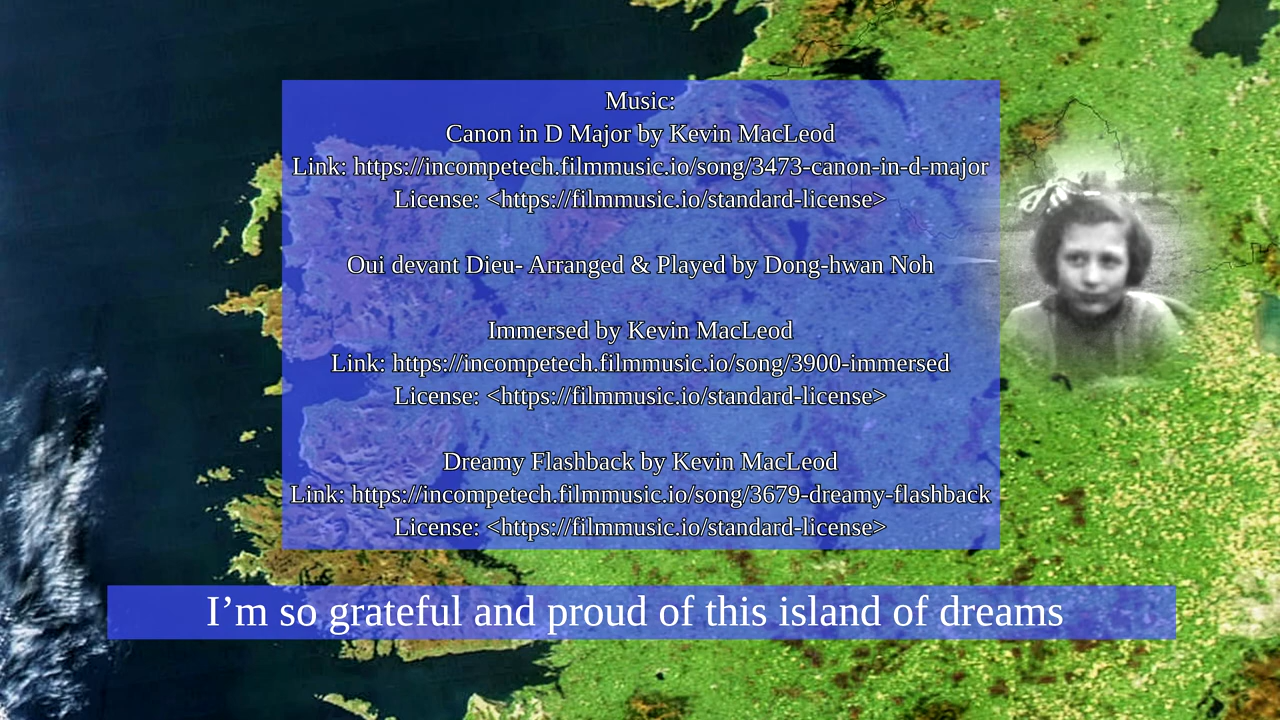 Music:
Canon in D Major by Kevin MacLeod
Link: https://incompetech.filmmusic.io/song/3473-canon-in-d-major
License: <https://filmmusic.io/standard-license>
Oui devant Dieu- Arranged & Played by Dong-hwan Noh
Immersed by Kevin MacLeod
Link: https://incompetech.filmmusic.io/song/3900-immersed
License: <https://filmmusic.io/standard-license>
Dreamy Flashback by Kevin MacLeod
Link: https://incompetech.filmmusic.io/song/3679-dreamy-flashback
License: <https://filmmusic.io/standard-license>
I’m so grateful and proud of this island of dreams